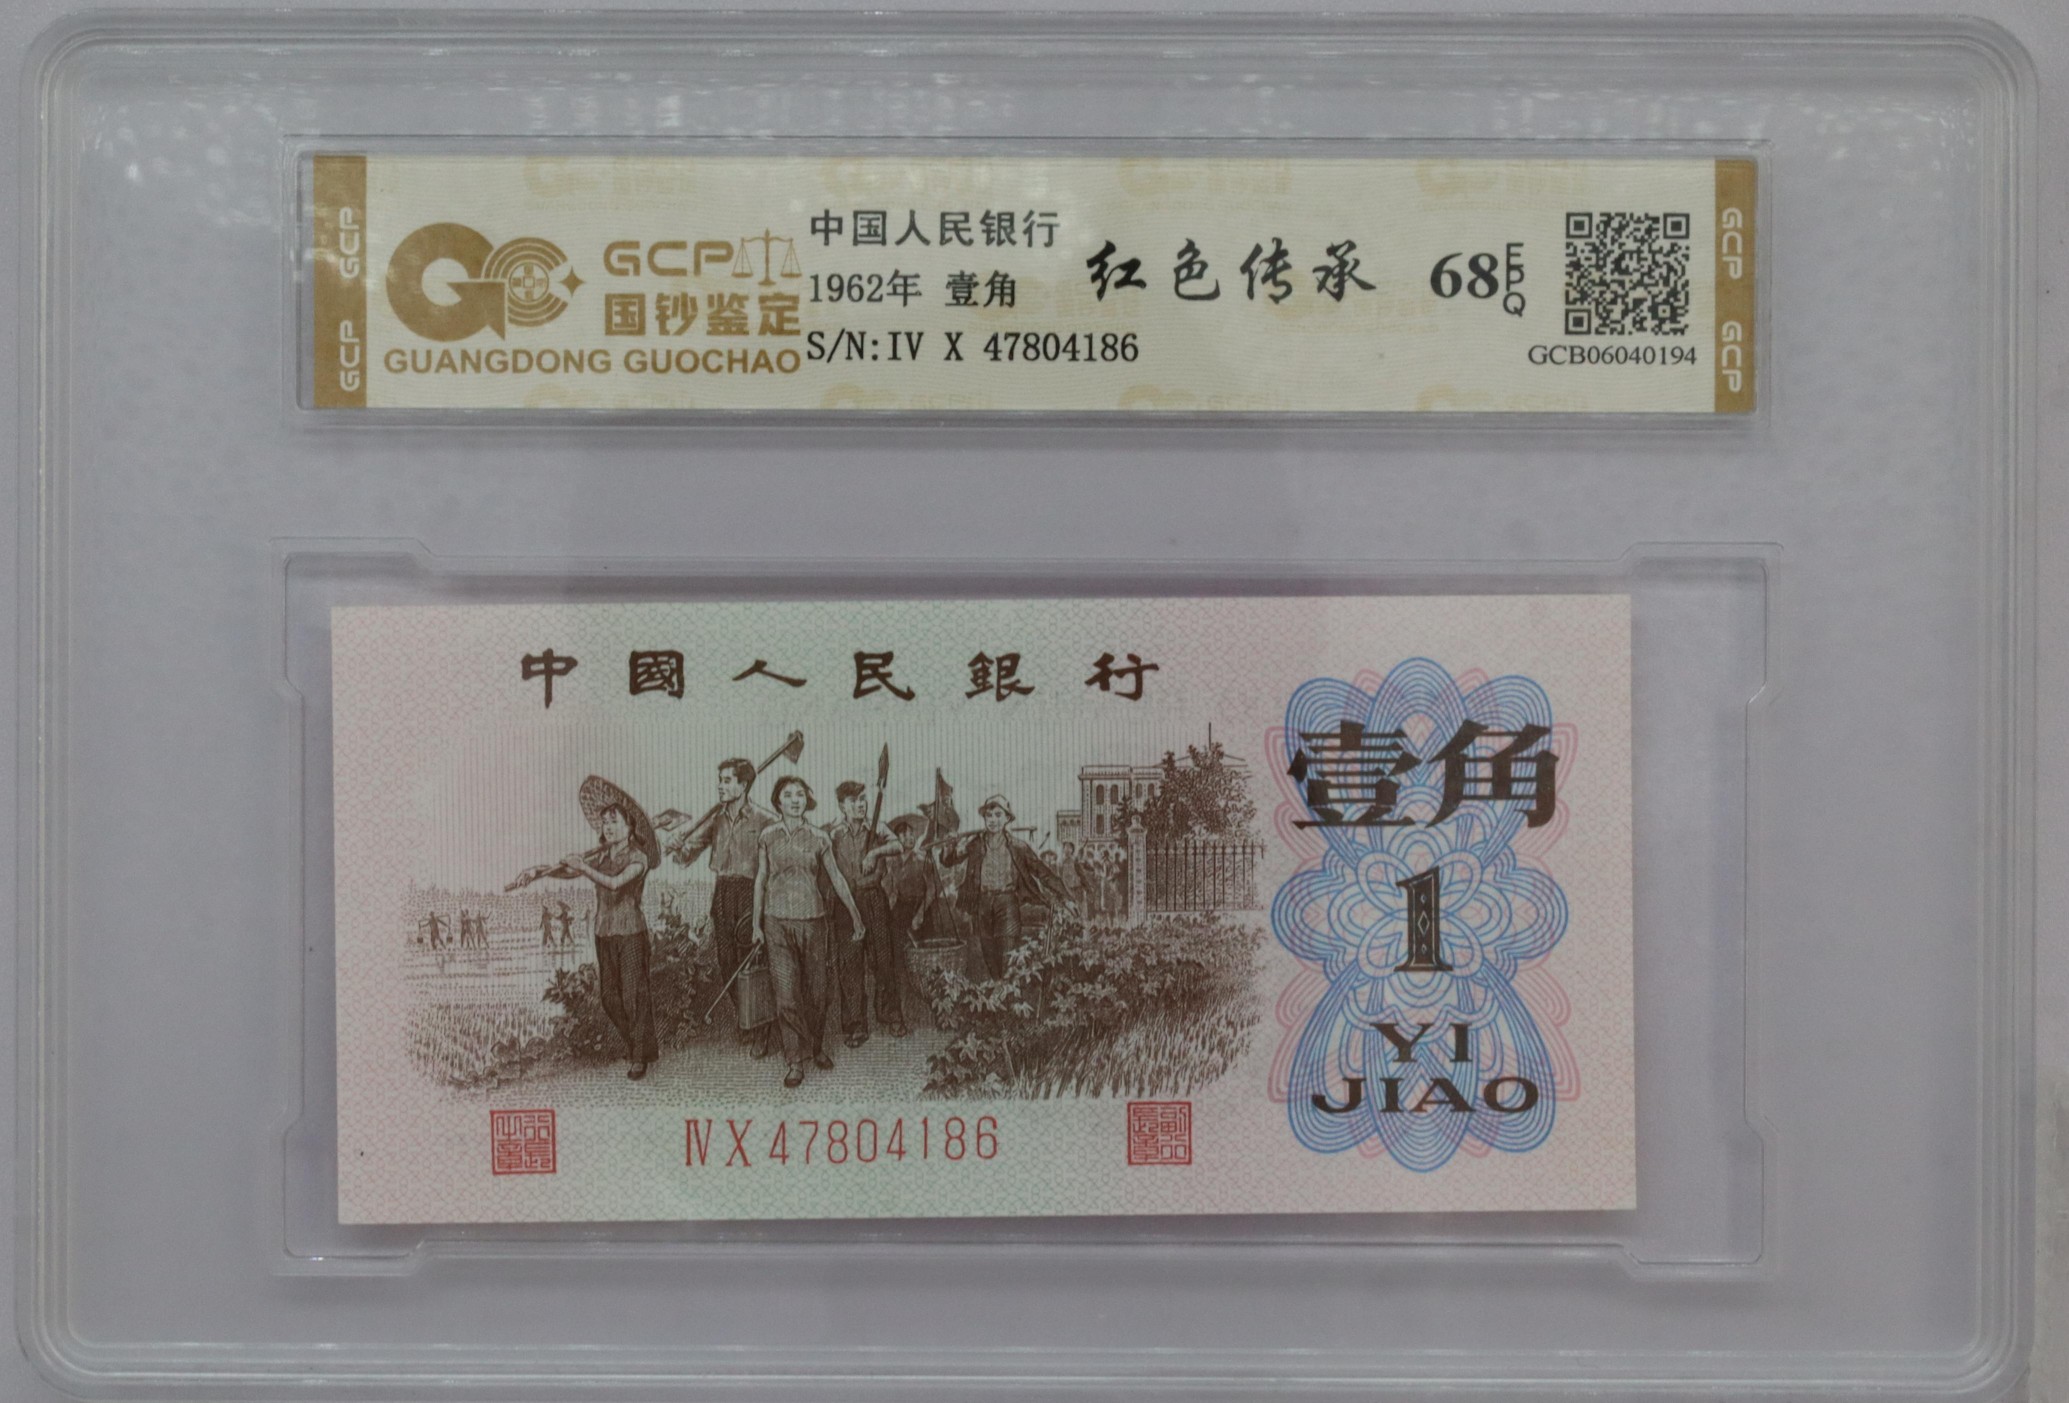 GCP
GCP
GCP
国钞鉴定
GUANGDONG GUOCHAO
中国人民银行
1962年 壹角
S/N:IV X 47804186
红色传承
68 EPQ
GCB06040194
GCP
GCP
中國人民銀行
壹角
1
YI
JIAO
IV X 47804186